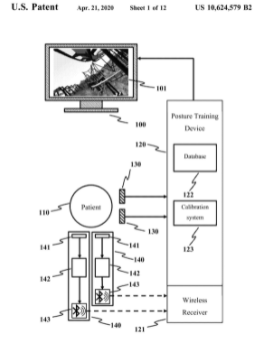 U.S. Patent Apr. 21, 2020 Sheet 1 of 12 US 10,624,579 B2
101
100
Posture Training
Device
120
130
Database
122
110
Patient
Calibration
system
130
123
141
141
140
142
142
143
Wireless
Receiver
143
140
121